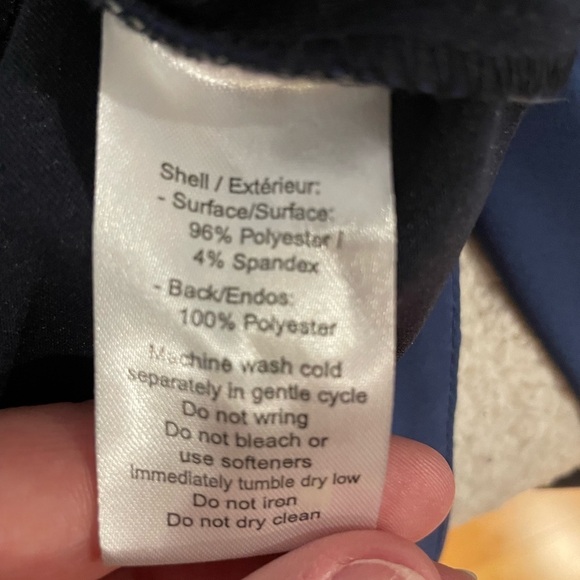 Shell / Extérieur:
- Surface/Surface:
96% Polyester /
4% Spandex
- Back/Endos:
100% Polyester
Machine wash cold
separately in gentle cycle
Do not wring
Do not bleach or
use softeners
Immediately tumble dry low
Do not iron
Do not dry clean